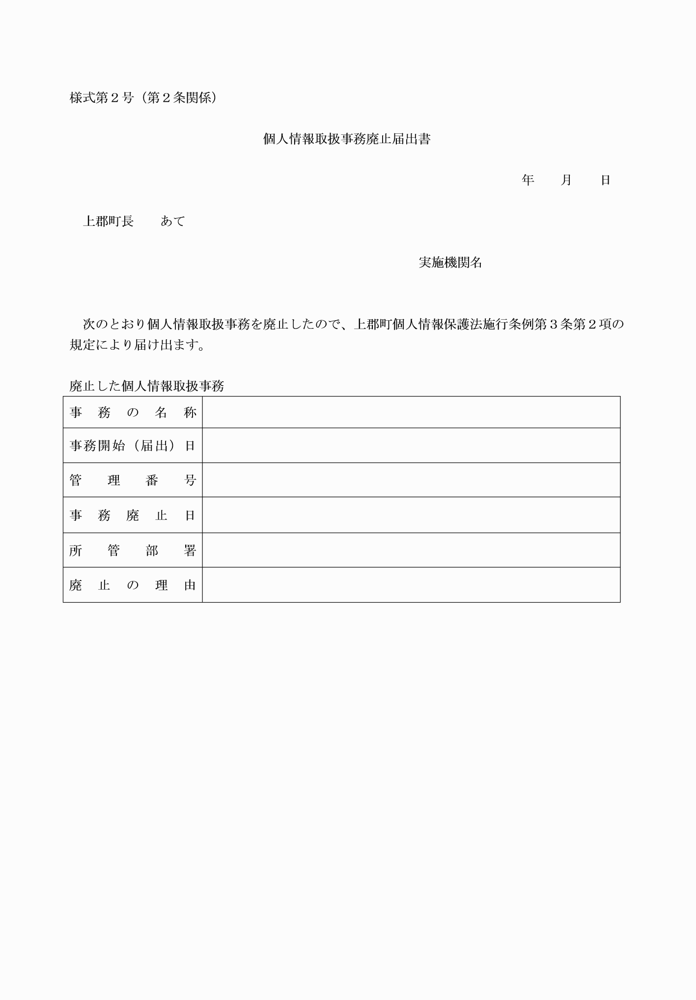 様式第２号（第２条関係）
個人情報取扱事務廃止届出書
年　　月　　日
上郡町長　　あて
実施機関名
次のとおり個人情報取扱事務を廃止したので、上郡町個人情報保護法施行条例第３条第２項の
規定により届け出ます。
廃止した個人情報取扱事務
事務の名称
事務開始（届出）日
管理番号
事務廃止日
所管部署
廃止の理由